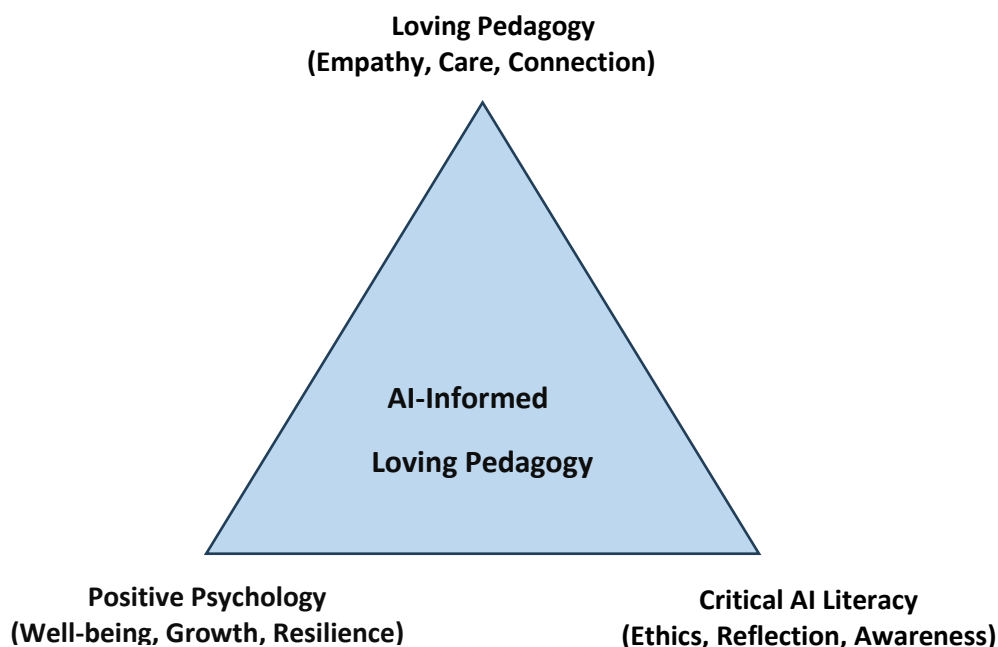 Loving Pedagogy
(Empathy, Care, Connection)
AI-Informed
Loving Pedagogy
Positive Psychology
(Well-being, Growth, Resilience)
Critical AI Literacy
(Ethics, Reflection, Awareness)